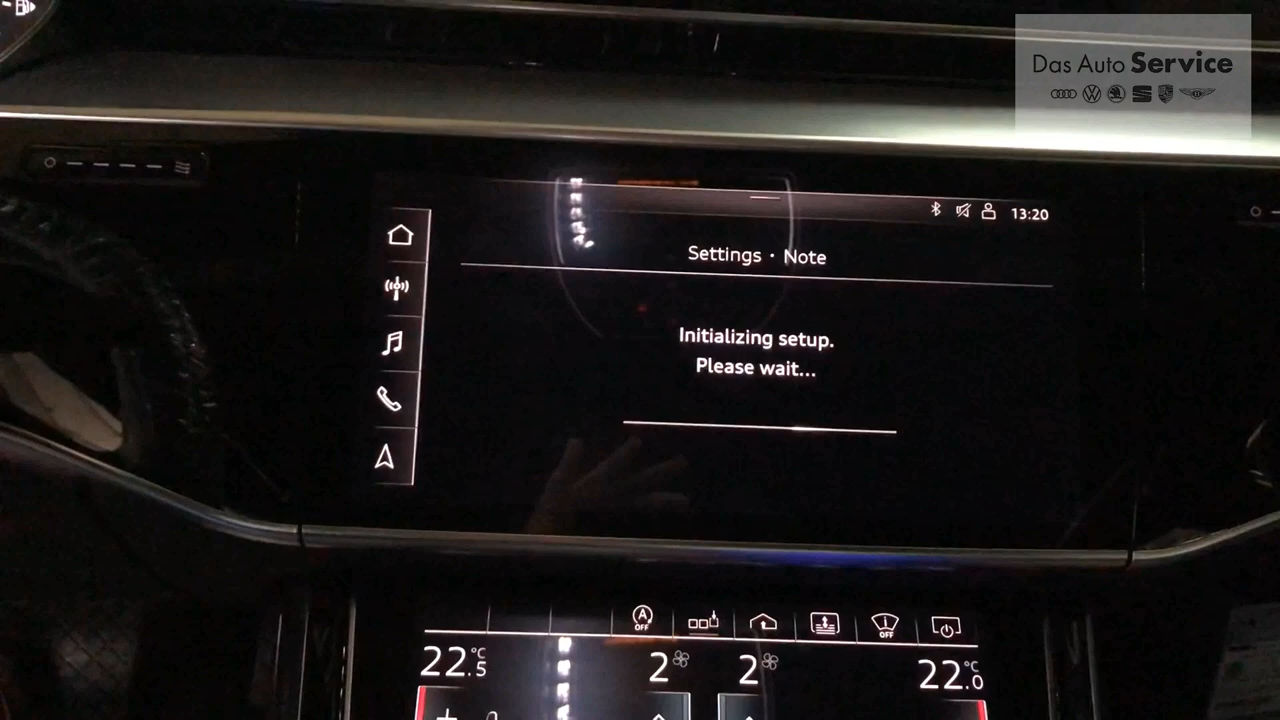 Das Auto Service
13:20
Settings · Note
Initializing setup.
Please wait...
A
OFF
OFF
22.5 °C
2
2
22.0 °C